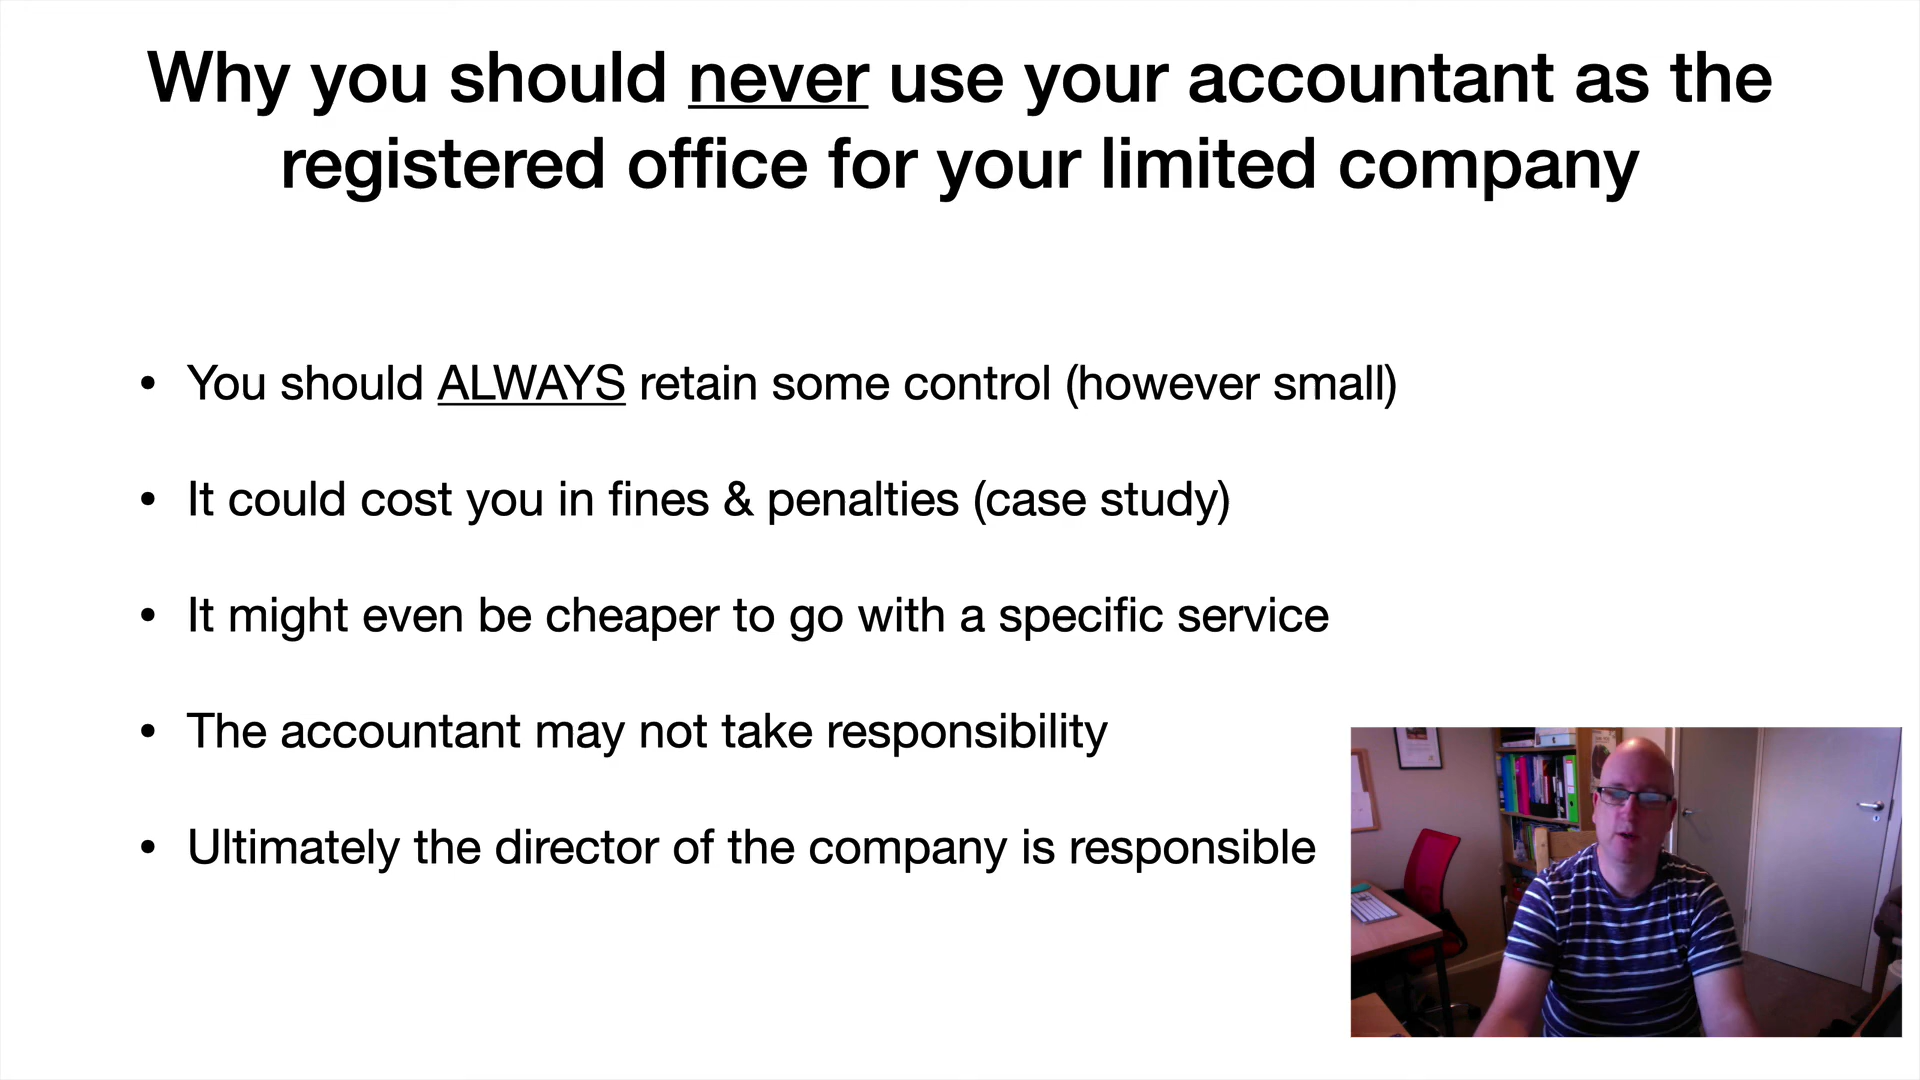 Why you should never use your accountant as the
registered office for your limited company
• You should ALWAYS retain some control (however small)
• It could cost you in fines & penalties (case study)
• It might even be cheaper to go with a specific service
• The accountant may not take responsibility
• Ultimately the director of the company is responsible